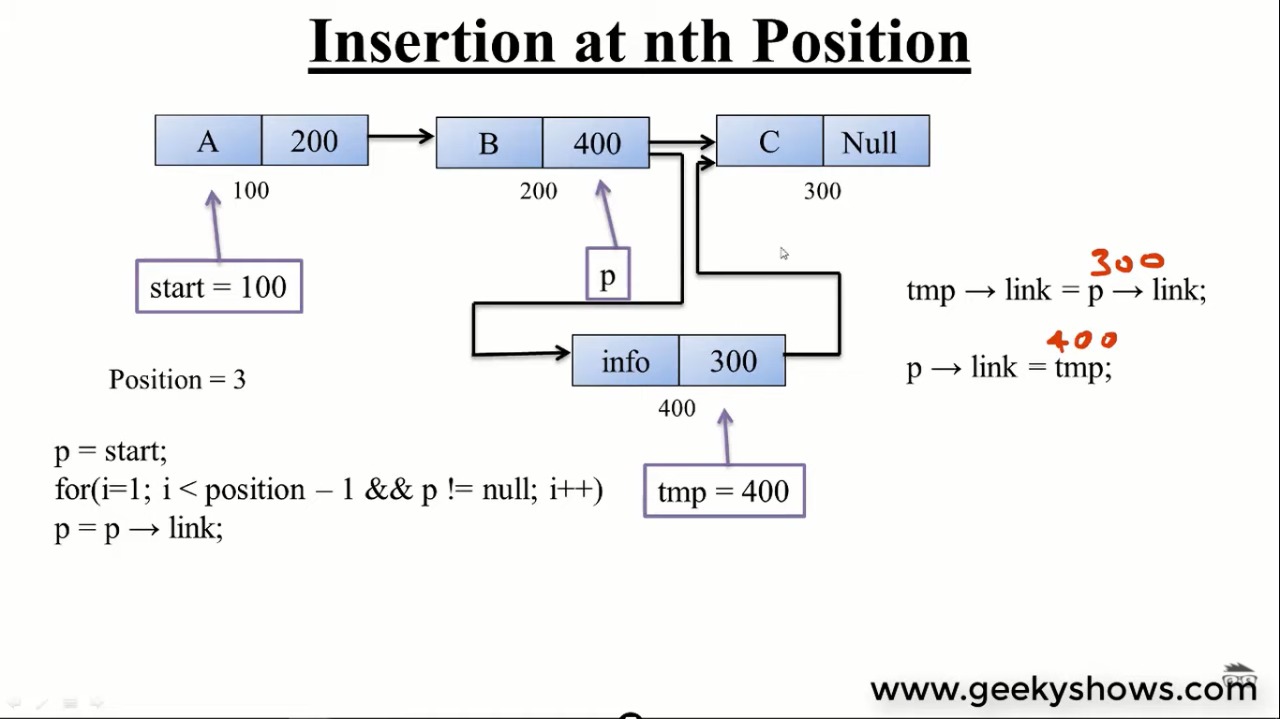 Insertion at nth Position
A 200 B 400 C Null
100 200 300
start = 100
p
300
tmp → link = p → link;
400
p → link = tmp;
info 300
400
Position = 3
tmp = 400
p = start;
for(i=1; i < position – 1 && p != null; i++)
p = p → link;
www.geekyshows.com